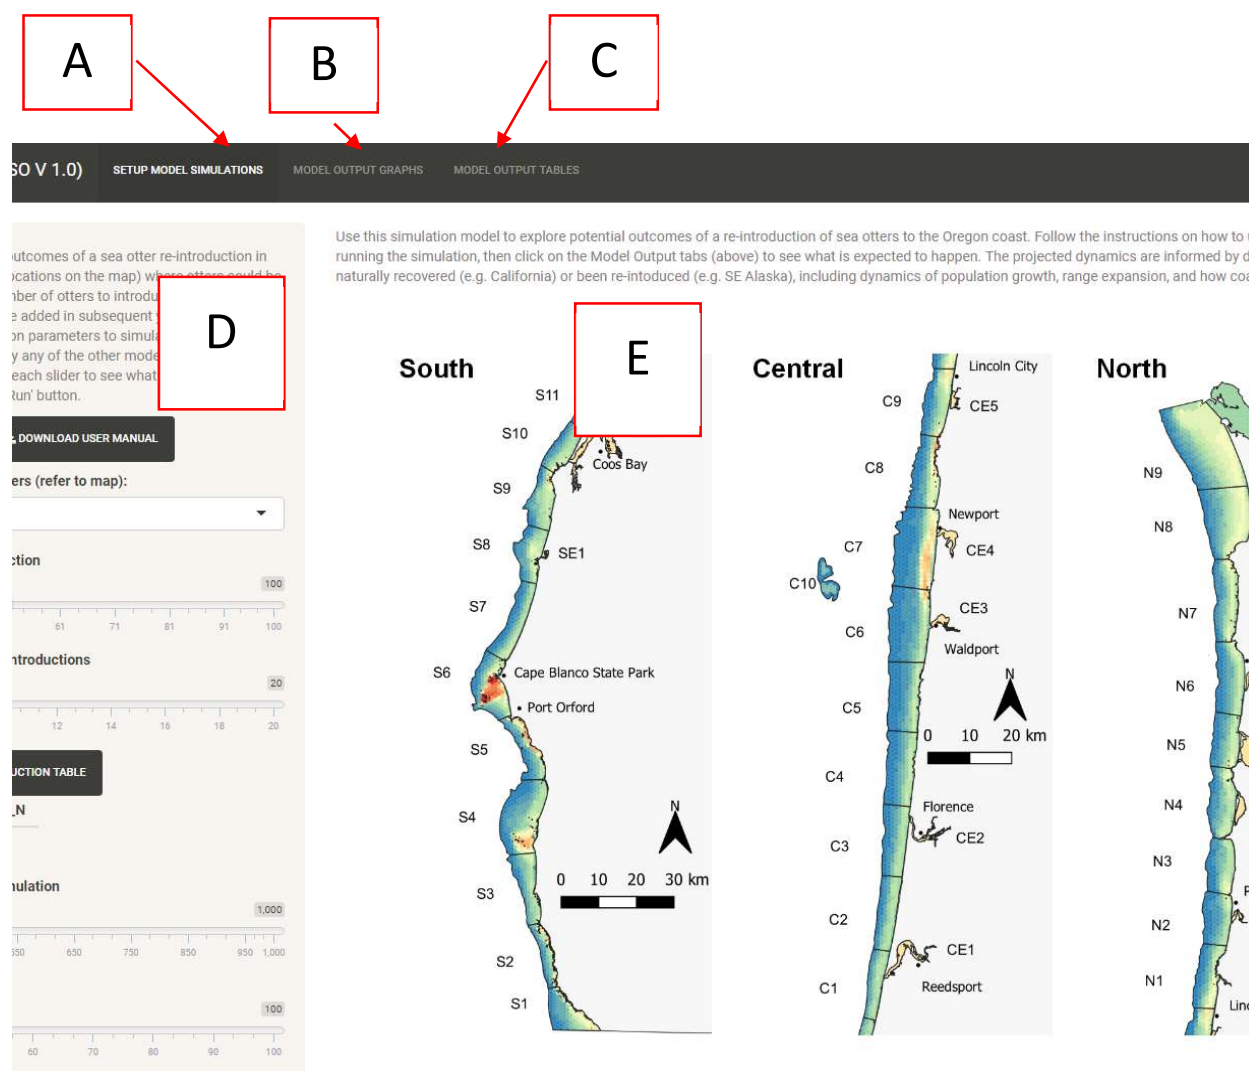 A
B
C
SO V 1.0) SETUP MODEL SIMULATIONS MODEL OUTPUT GRAPHS MODEL OUTPUT TABLES
Use this simulation model to explore potential outcomes of a re-introduction of sea otters to the Oregon coast. Follow the instructions on how to
running the simulation, then click on the Model Output tabs (above) to see what is expected to happen. The projected dynamics are informed by d
naturally recovered (e.g. California) or been re-intoduced (e.g. SE Alaska), including dynamics of population growth, range expansion, and how coa
outcomes of a sea otter re-introduction in
ocations on the map) where otters could be
mber of otters to introdu
e added in subsequent
on parameters to simula
y any of the other mode
each slider to see what
Run' button.
D
DOWNLOAD USER MANUAL
ers (refer to map):
ction
100
61 71 81 91 100
ntroductions
20
12 14 16 18 20
UCTION TABLE
_N
mulation
1,000
550 650 750 850 950 1,000
100
60 70 80 90 100
E
South
S11
S10
Coos Bay
S9
S8
SE1
S7
S6
Cape Blanco State Park
Port Orford
S5
S4
N
0 10 20 30 km
S3
S2
S1
Central
Lincoln City
C9
CE5
C8
Newport
C7
CE4
C10
CE3
C6
Waldport
N
C5
0 10 20 km
C4
Florence
CE2
C3
C2
CE1
C1
Reedsport
North
N9
N8
N7
N6
N5
N4
N3
N2
N1
Linc